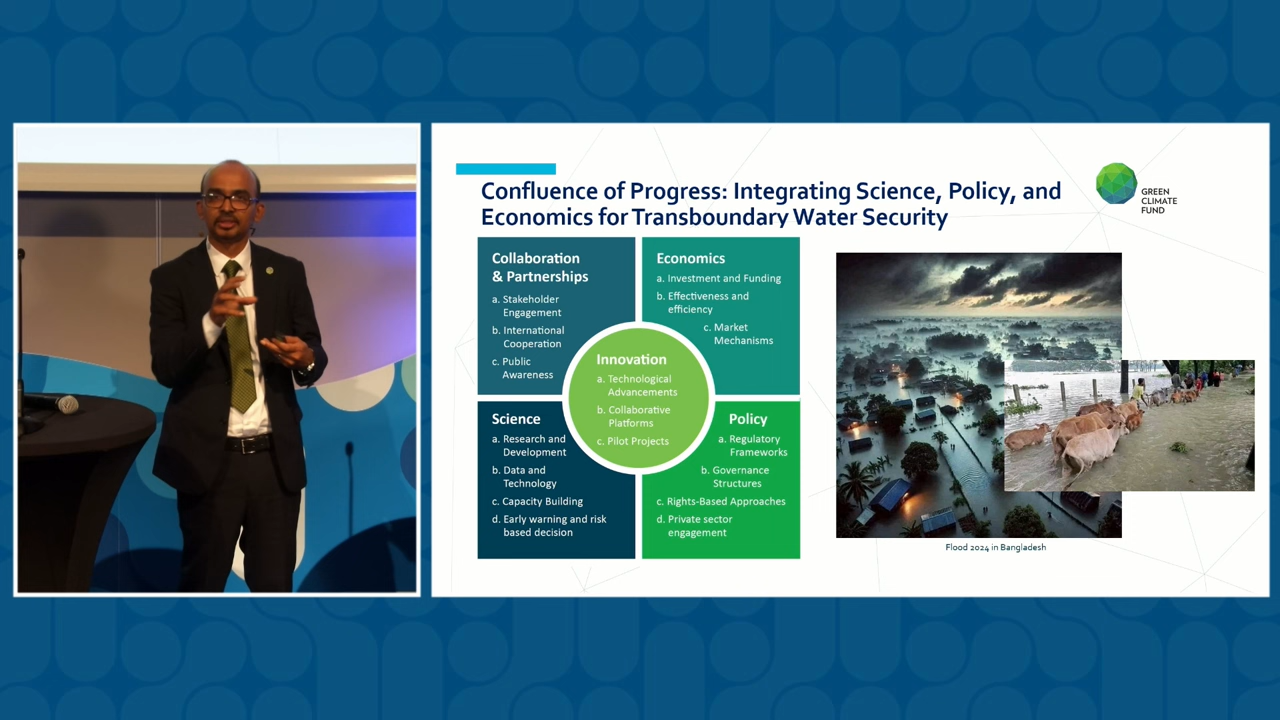 Confluence of Progress: Integrating Science, Policy, and
Economics for Transboundary Water Security
GREEN
CLIMATE
FUND
Collaboration
& Partnerships
a. Stakeholder
Engagement
b. International
Cooperation
c. Public
Awareness
Economics
a. Investment and Funding
b. Effectiveness and
efficiency
c. Market
Mechanisms
Innovation
a. Technological
Advancements
b. Collaborative
Platforms
c. Pilot Projects
Science
a. Research and
Development
b. Data and
Technology
c. Capacity Building
d. Early warning and risk
based decision
Policy
a. Regulatory
Frameworks
b. Governance
Structures
c. Rights-Based Approaches
d. Private sector
engagement
Flood 2024 in Bangladesh